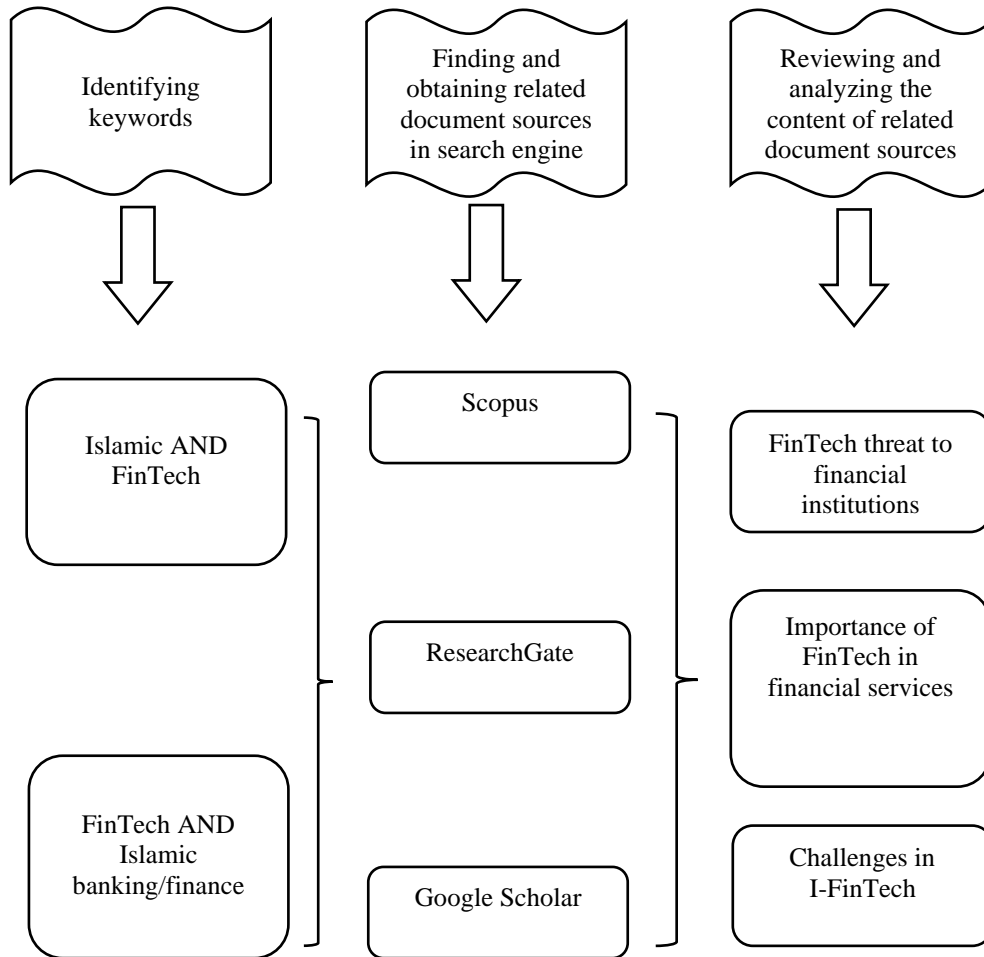 Identifying
keywords
Finding and
obtaining related
document sources
in search engine
Reviewing and
analyzing the
content of related
document sources
Islamic AND
FinTech
FinTech AND
Islamic
banking/finance
Scopus
ResearchGate
Google Scholar
FinTech threat to
financial
institutions
Importance of
FinTech in
financial services
Challenges in
I-FinTech